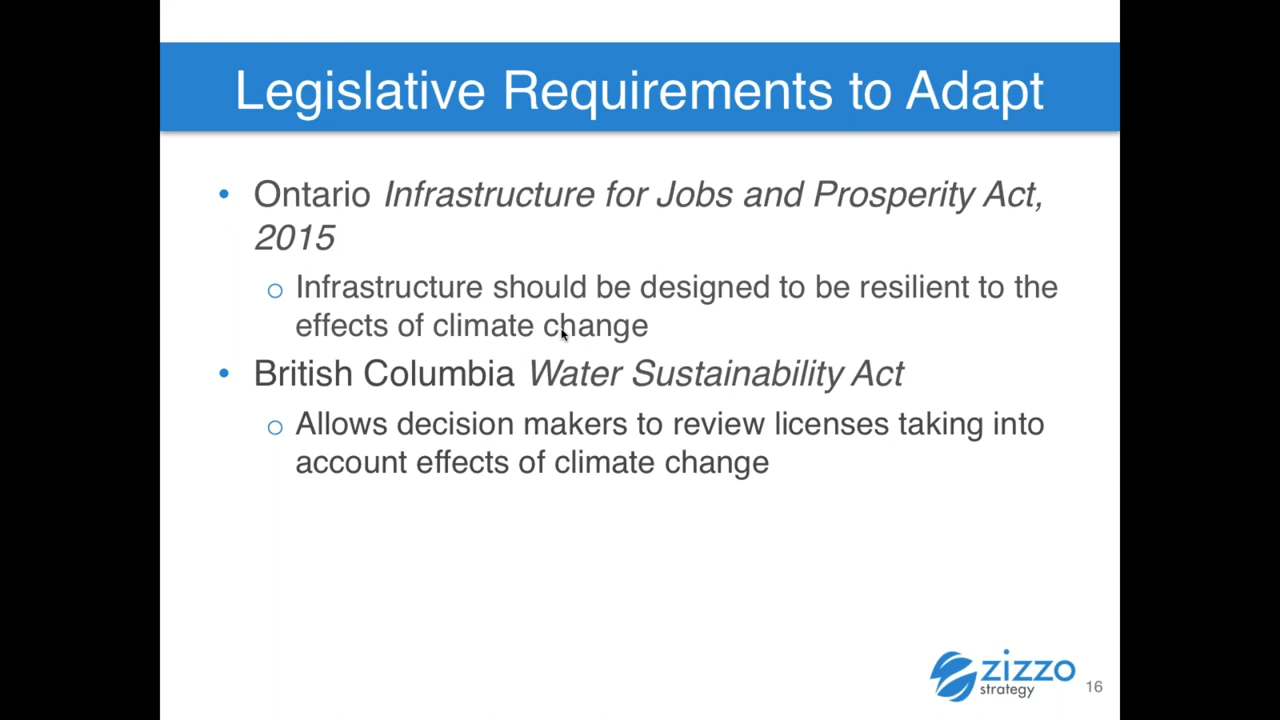 Legislative Requirements to Adapt
• Ontario Infrastructure for Jobs and Prosperity Act,
2015
o Infrastructure should be designed to be resilient to the
effects of climate change
• British Columbia Water Sustainability Act
o Allows decision makers to review licenses taking into
account effects of climate change
zizzo
strategy
16